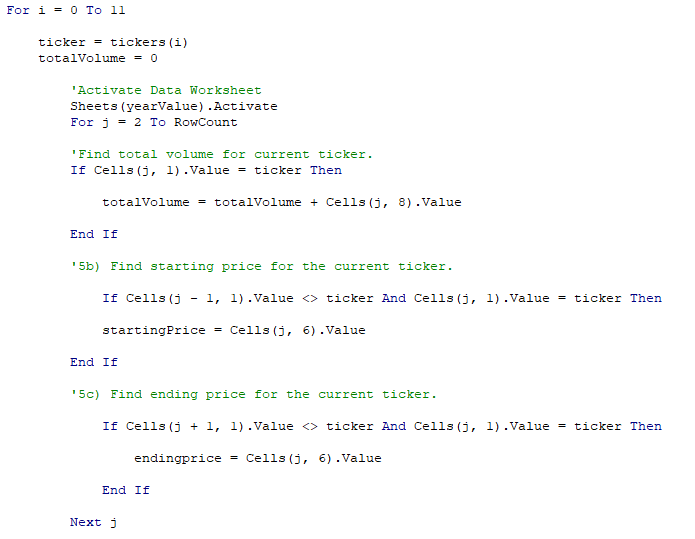 For i = 0 To 11
ticker = tickers(i)
totalVolume = 0
'Activate Data Worksheet
Sheets(yearValue).Activate
For j = 2 To RowCount
'Find total volume for current ticker.
If Cells(j, 1).Value = ticker Then
totalVolume = totalVolume + Cells(j, 8).Value
End If
'5b) Find starting price for the current ticker.
If Cells(j - 1, 1).Value <> ticker And Cells(j, 1).Value = ticker Then
startingPrice = Cells(j, 6).Value
End If
'5c) Find ending price for the current ticker.
If Cells(j + 1, 1).Value <> ticker And Cells(j, 1).Value = ticker Then
endingprice = Cells(j, 6).Value
End If
Next j